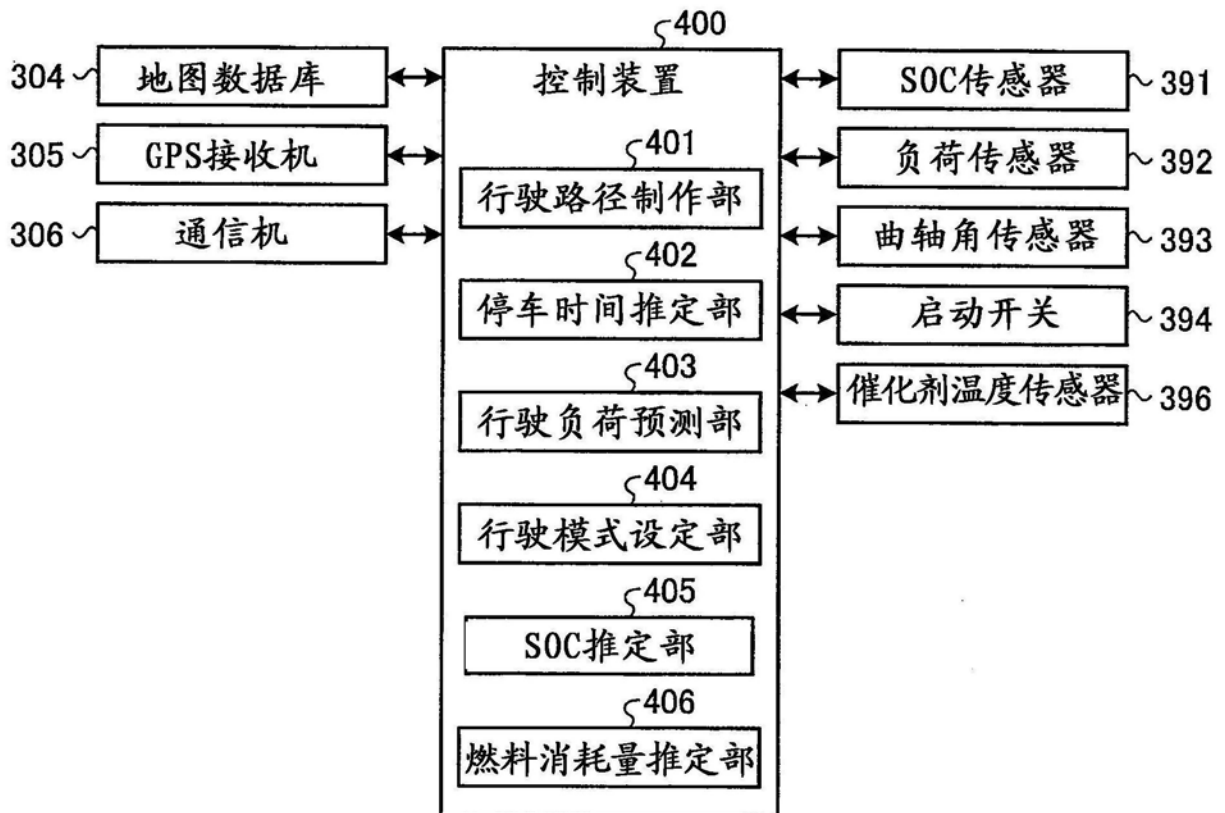 400
304
地图数据库
控制装置
SOC传感器
391
305
GPS接收机
401
负荷传感器
392
306
通信机
行驶路径制作部
曲轴角传感器
393
402
停车时间推定部
启动开关
394
403
行驶负荷预测部
催化剂温度传感器
396
404
行驶模式设定部
405
SOC推定部
406
燃料消耗量推定部